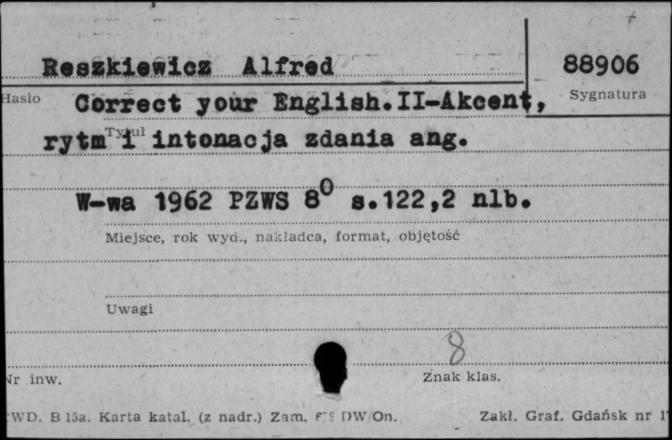 Reszkiewicz Alfred
88906
Hasło
Sygnatura
Correct your English.II-Akcent,
Tytuł
rytm i intonacja zdania ang.
W-wa 1962 PZWS 8⁰ s.122,2 nlb.
Miejsce, rok wyd., nakładca, format, objętość
Uwagi
8
Nr inw.
Znak klas.
WD. B 15a. Karta katal. (z nadr.) Zam. DW/On.
Zakł. Graf. Gdańsk nr